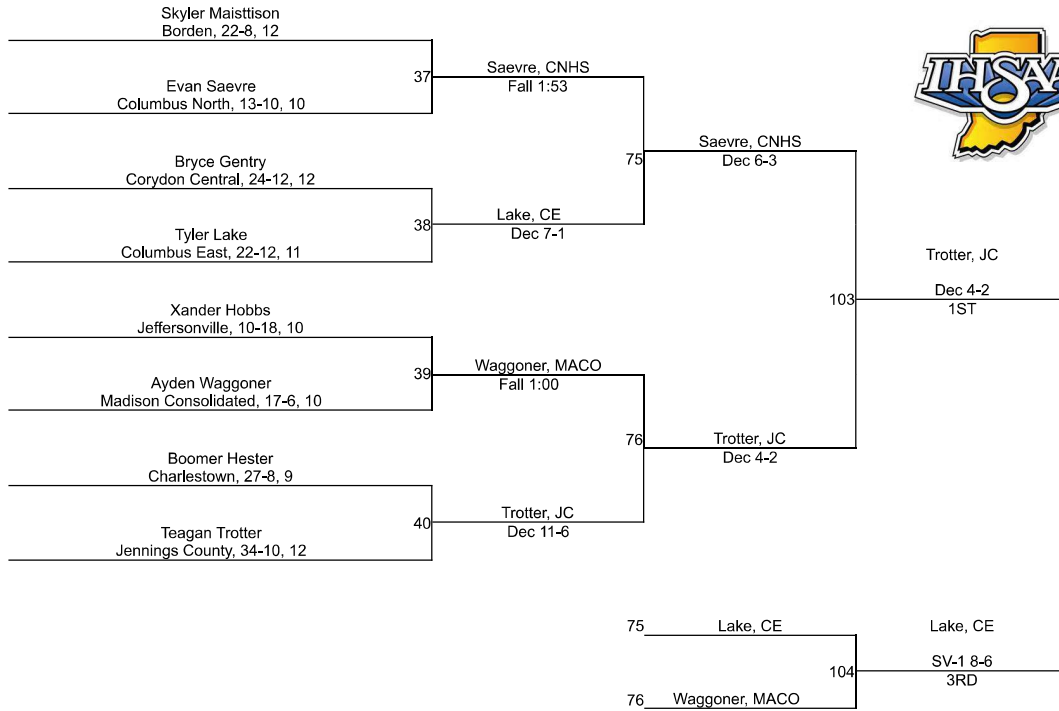 Skyler Maisttison
Borden, 22-8, 12
37
Saevre, CNHS
Fall 1:53
Evan Saevre
Columbus North, 13-10, 10
IHSAA
75
Saevre, CNHS
Dec 6-3
Bryce Gentry
Corydon Central, 24-12, 12
38
Lake, CE
Dec 7-1
Tyler Lake
Columbus East, 22-12, 11
103
Trotter, JC
Dec 4-2
1ST
Xander Hobbs
Jeffersonville, 10-18, 10
39
Waggoner, MACO
Fall 1:00
Ayden Waggoner
Madison Consolidated, 17-6, 10
76
Trotter, JC
Dec 4-2
Boomer Hester
Charlestown, 27-8, 9
40
Trotter, JC
Dec 11-6
Teagan Trotter
Jennings County, 34-10, 12
75
Lake, CE
104
Lake, CE
SV-1 8-6
3RD
76
Waggoner, MACO